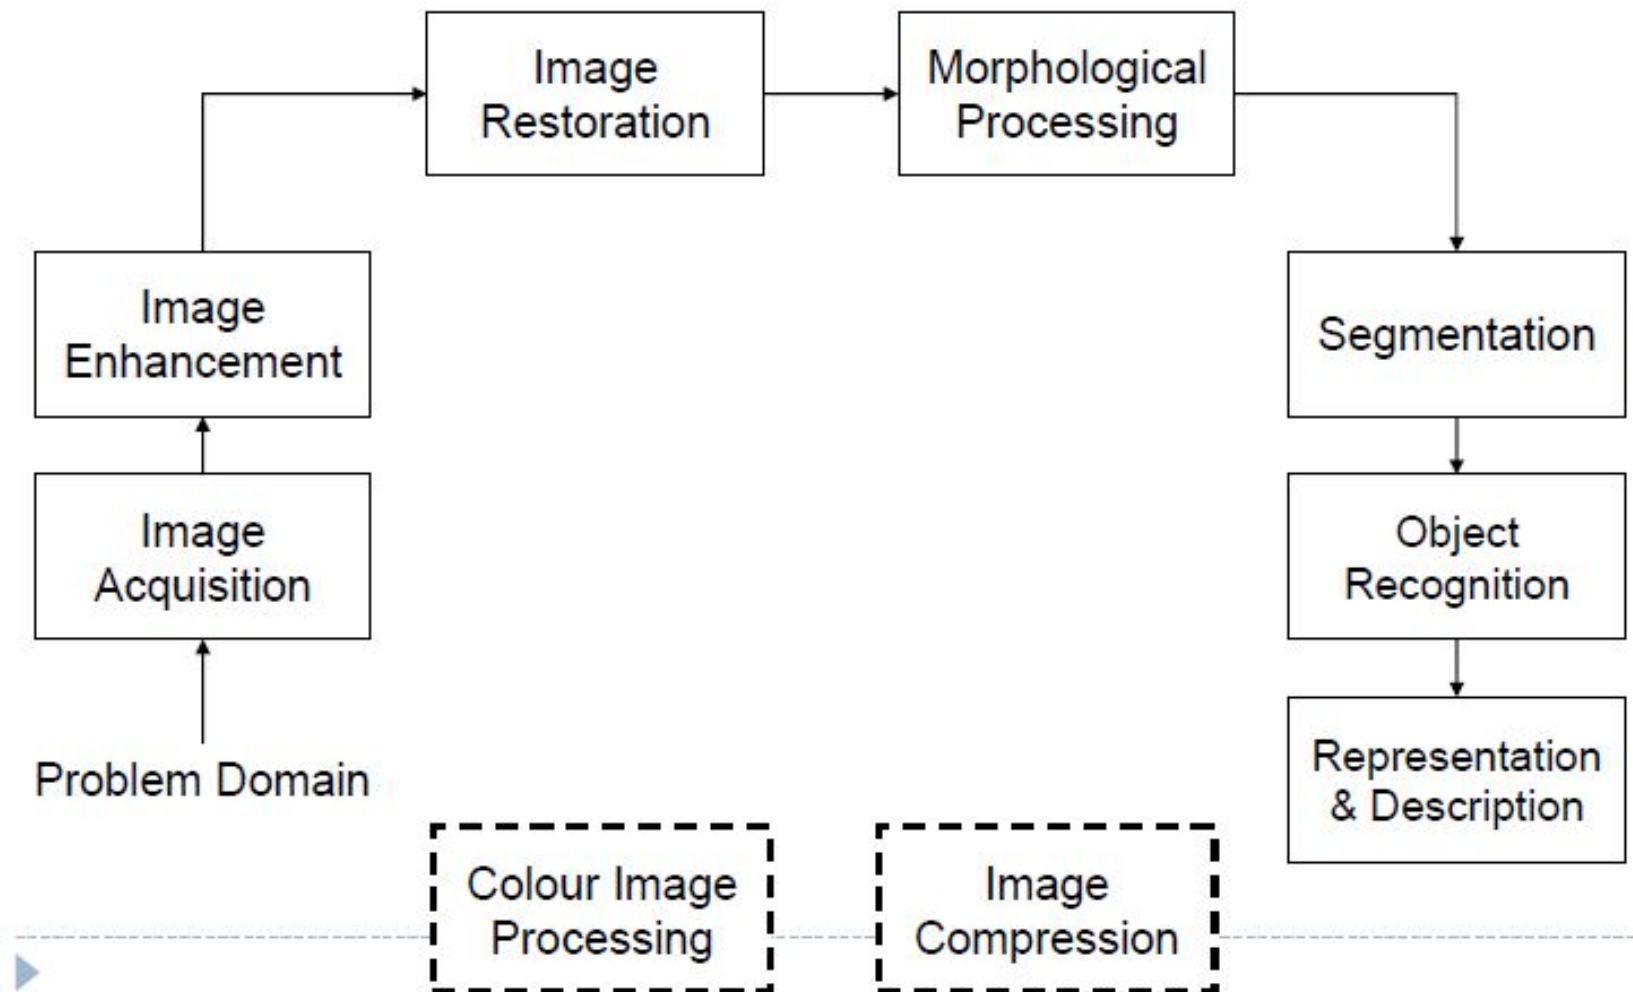 Image
Restoration
Morphological
Processing
Image
Enhancement
Segmentation
Image
Acquisition
Object
Recognition
Problem Domain
Representation
& Description
Colour Image
Processing
Image
Compression